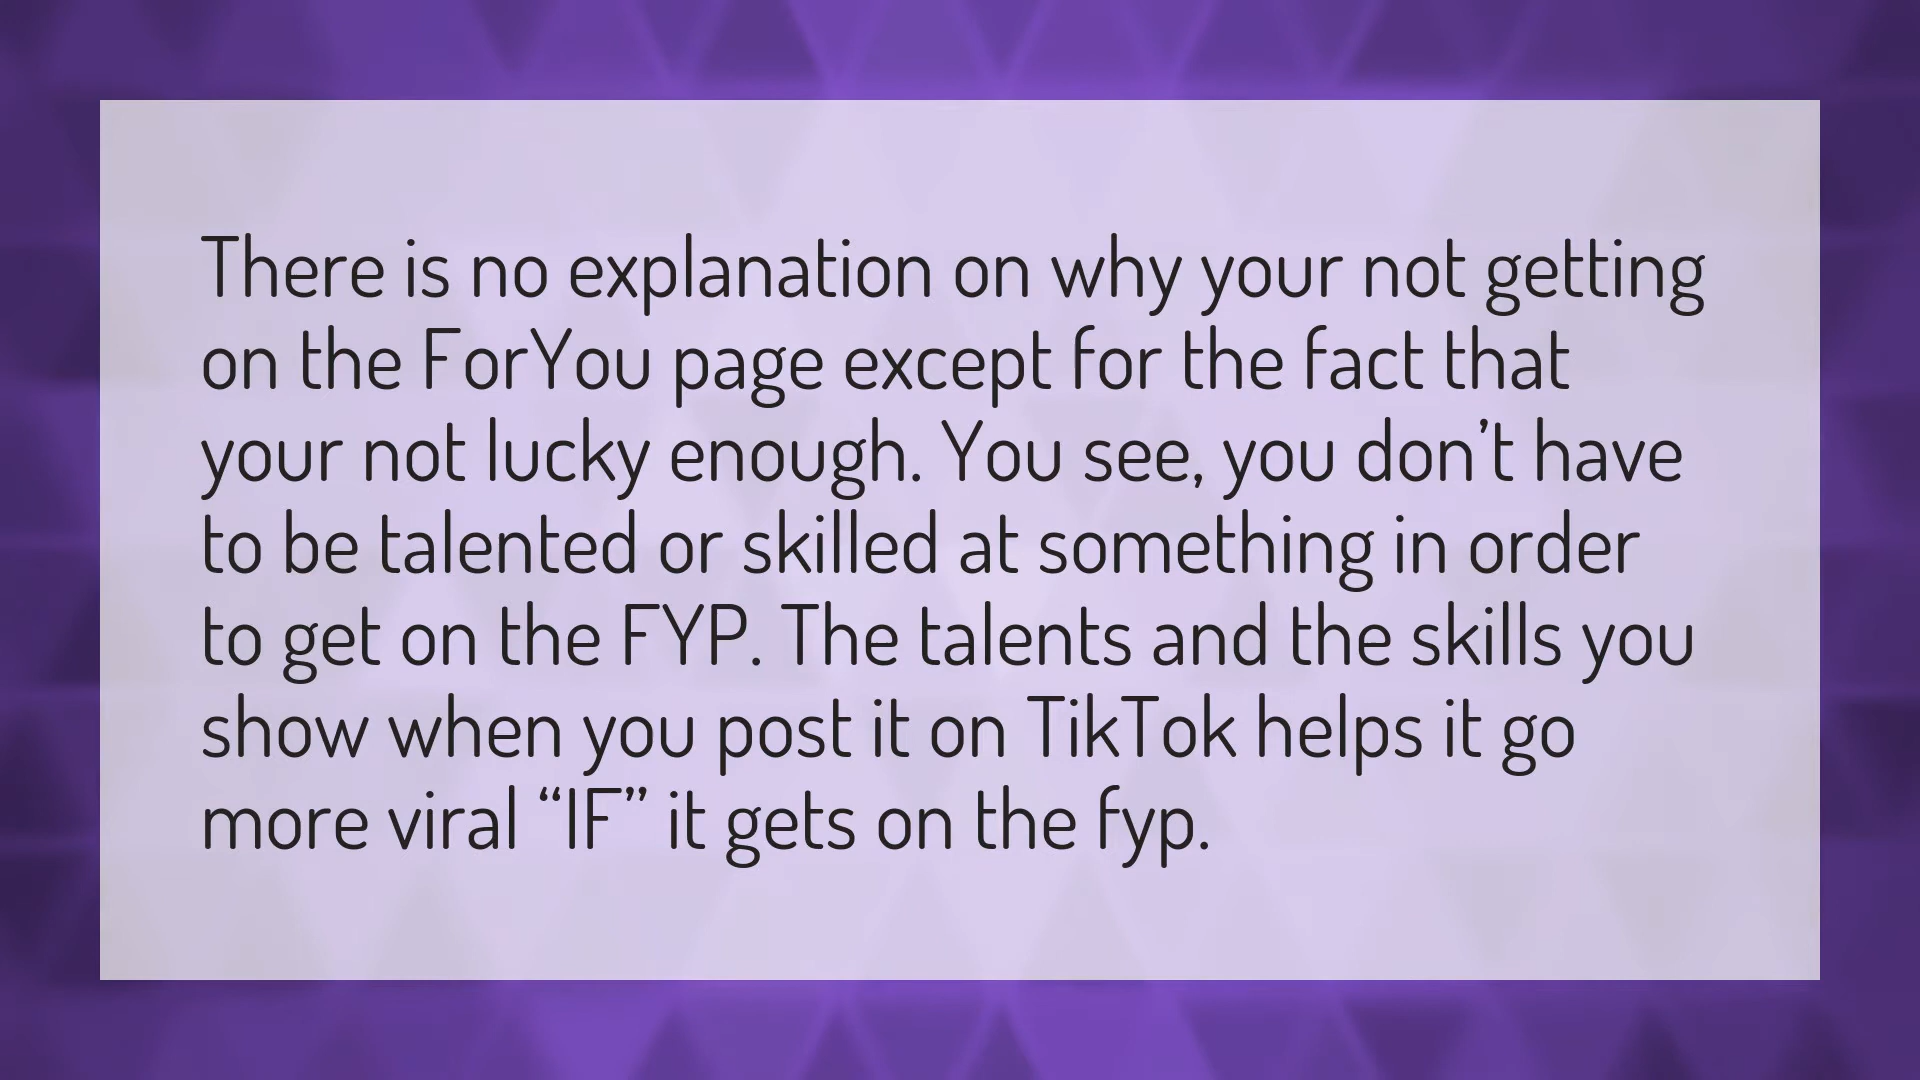 There is no explanation on why your not getting
on the ForYou page except for the fact that
your not lucky enough. You see, you don’t have
to be talented or skilled at something in order
to get on the FYP. The talents and the skills you
show when you post it on TikTok helps it go
more viral “IF” it gets on the fyp.